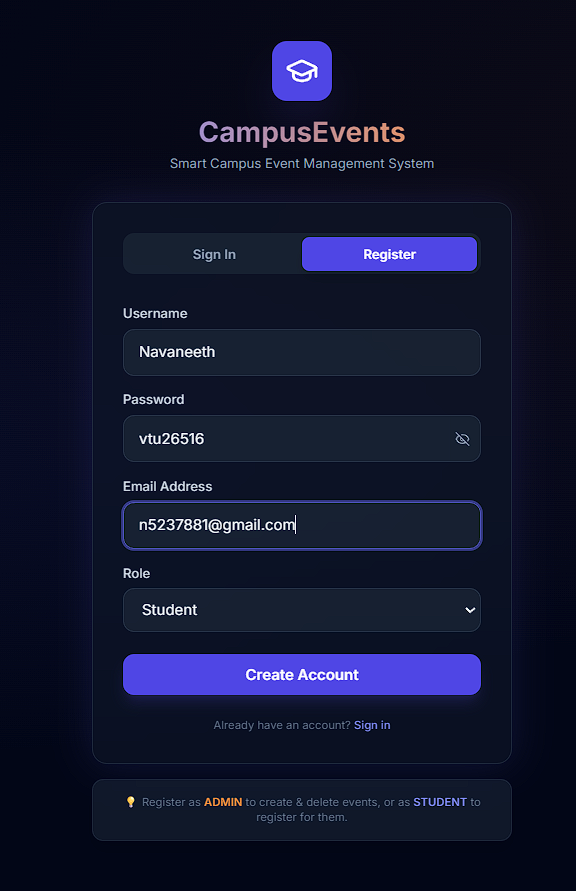 CampusEvents
Smart Campus Event Management System
Sign In
Register
Username
Navaneeth
Password
vtu26516
Email Address
n5237881@gmail.com
Role
Student
Create Account
Already have an account? Sign in
💡 Register as ADMIN to create & delete events, or as STUDENT to
register for them.